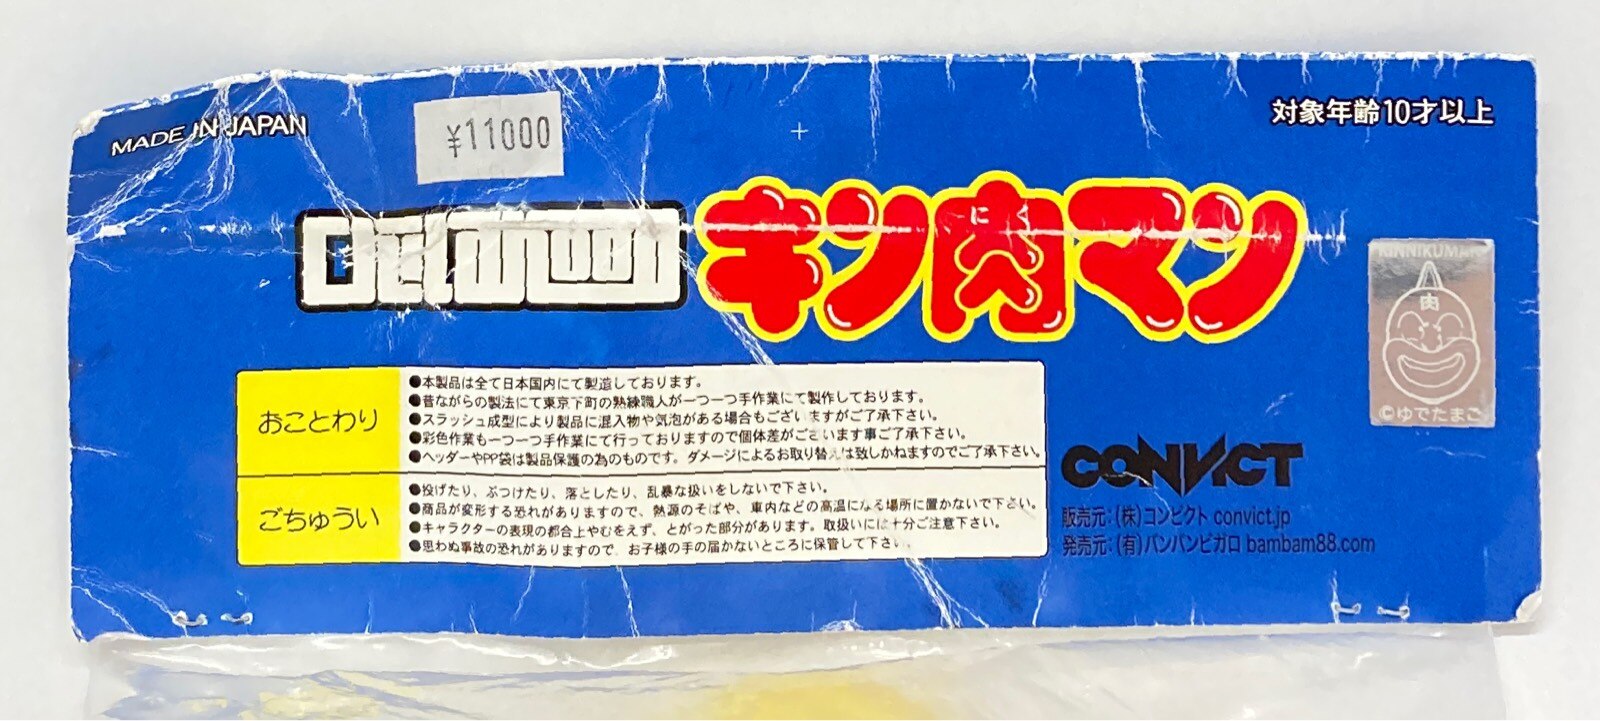 MADE IN JAPAN
¥11000
対象年齢10才以上
キン肉マン
KINNIKUMAN
肉
©ゆでたまご
おことわり
●本製品は全て日本国内にて製造しております。
●昔ながらの製法にて東京下町の熟練職人が一つ一つ手作業にて製作しております。
●スラッシュ成型により製品に混入物や気泡がある場合もございますがご了承下さい。
●彩色作業も一つ一つ手作業にて行っておりますので個体差がございます事ご了承下さい。
●ヘッダーやPP袋は製品保護の為のものです。ダメージによるお取り替えは致しかねますのでご了承下さい。
ごちゅうい
●投げたり、ぶつけたり、落としたり、乱暴な扱いをしないで下さい。
●商品が変形する恐れがありますので、熱源のそばや、車内などの高温になる場所に置かないで下さい。
●キャラクターの表現の都合上やむをえず、とがった部分があります。取扱いには十分ご注意下さい。
●思わぬ事故の恐れがありますので、お子様の手の届かないところに保管して下さい。
CONVICT
販売元:(株)コンビクト convict.jp
発売元:(有)バンバンビガロ bambam88.com